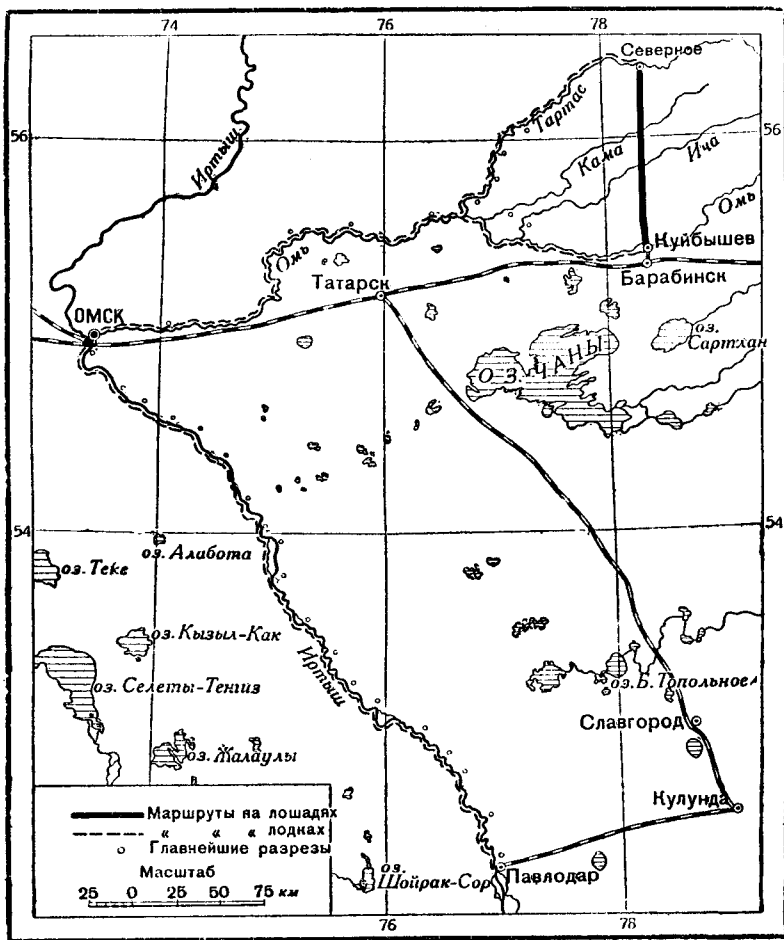 74
76
78
Северное
56
56
Тартас
Кама
Ича
Иртыш
Омь
Омь
Куйбышев
Барабинск
Татарск
ОМСК
оз.
Сартлан
ОЗ. ЧАНЫ
54
54
оз. Алабота
оз. Теке
оз. Кызыл-Как
Иртыш
оз. Селеты-Тениз
оз. Б. Топольное
Славгород
оз. Жалаулы
Кулунда
Маршруты на лошадях
" " " лодках
Главнейшие разрезы
Масштаб
25 0 25 50 75 км
оз.
Шойрак-Сор
Павлодар
76
78